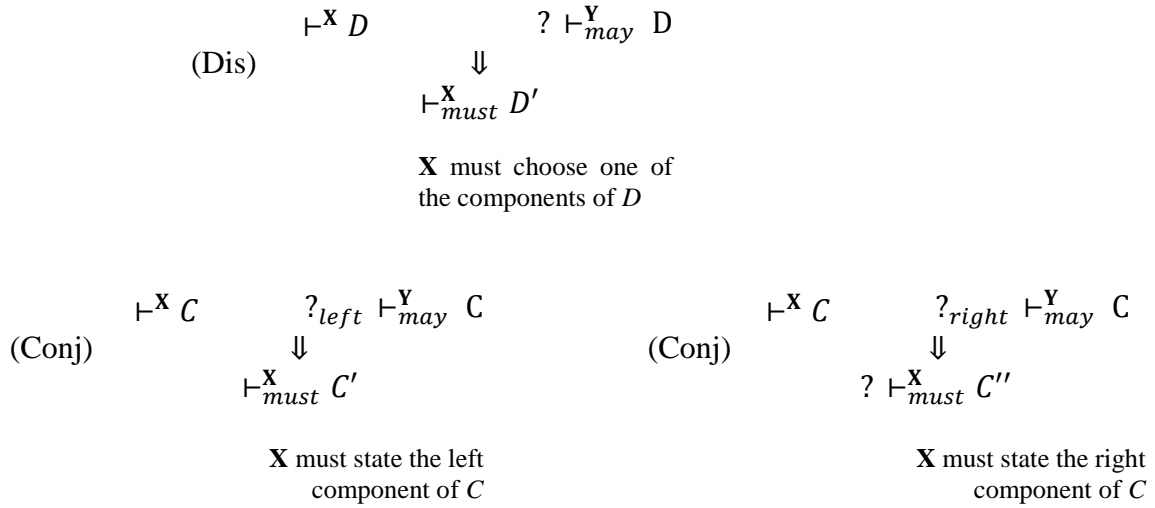 ⊢^𝐗 𝐷 ? ⊢^𝐘_𝑚𝑎𝑦 D
(Dis) ⇓
⊢^𝐗_𝑚𝑢𝑠𝑡 𝐷′
X must choose one of
the components of D
⊢^𝐗 𝐶 ?_𝑙𝑒𝑓𝑡 ⊢^𝐘_𝑚𝑎𝑦 C
(Conj) ⇓
⊢^𝐗_𝑚𝑢𝑠𝑡 𝐶′
X must state the left
component of C
⊢^𝐗 𝐶 ?_𝑟𝑖𝑔ℎ𝑡 ⊢^𝐘_𝑚𝑎𝑦 C
(Conj) ⇓
? ⊢^𝐗_𝑚𝑢𝑠𝑡 𝐶′′
X must state the right
component of C